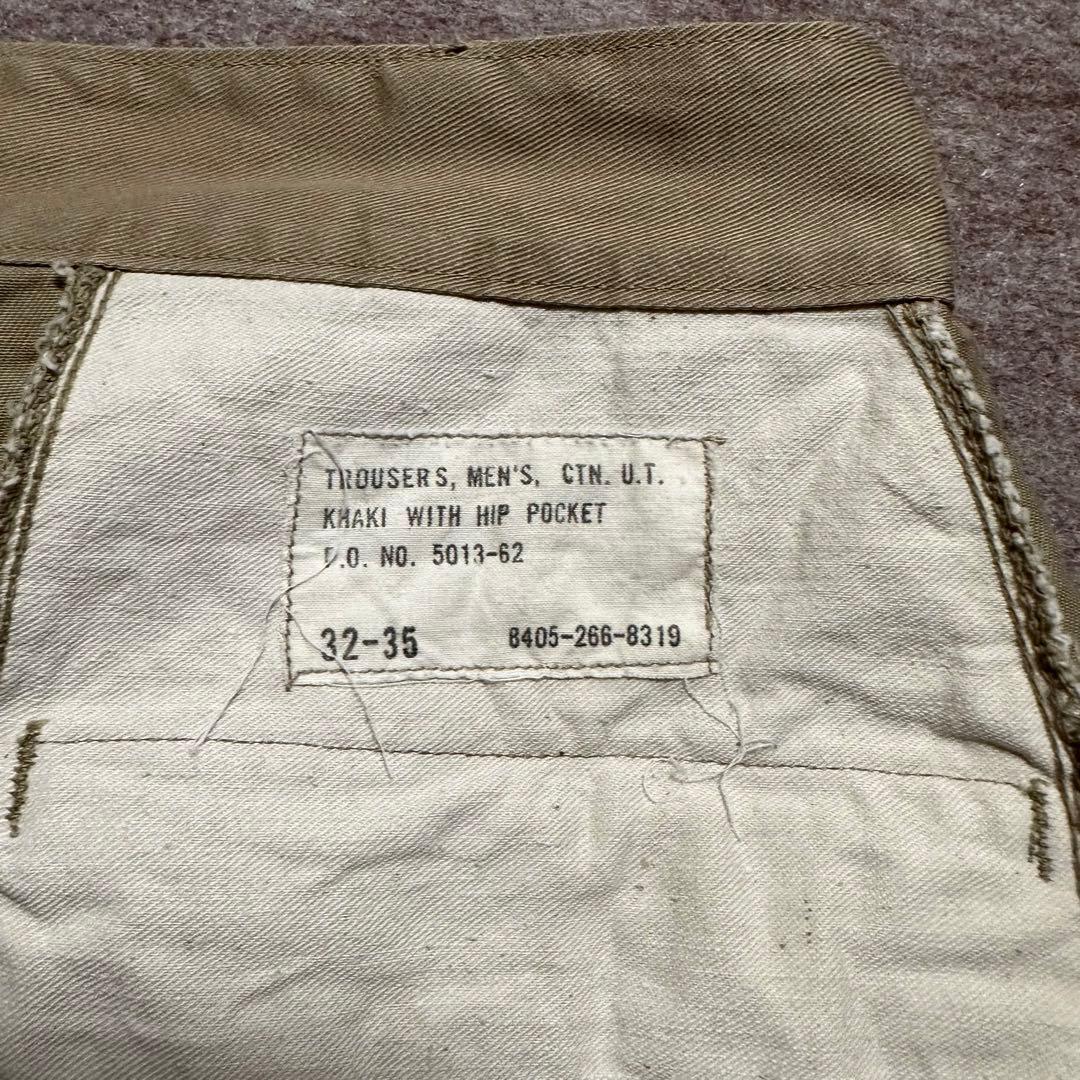 TROUSERS, MEN'S, CTN. U.T.
KHAKI WITH HIP POCKET
P.O. NO. 5013-62
32-35 8405-266-8319